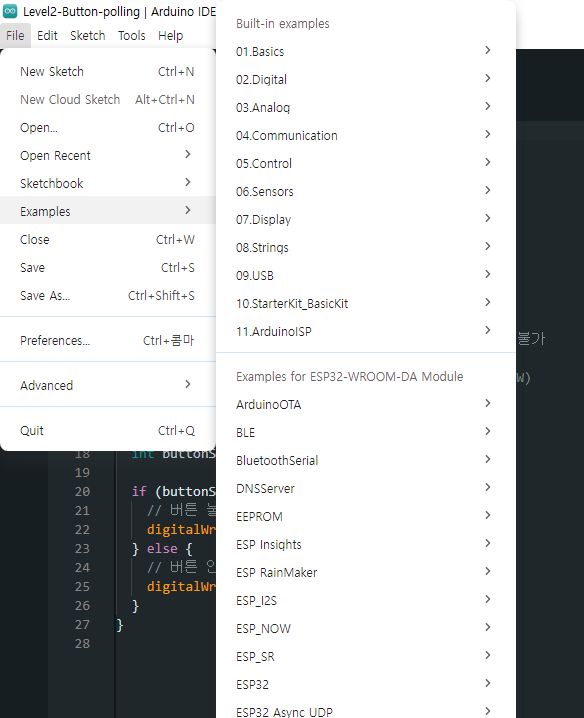 Level2-Button-polling | Arduino IDE
File Edit Sketch Tools Help
New Sketch Ctrl+N
New Cloud Sketch Alt+Ctrl+N
Open... Ctrl+O
Open Recent
Sketchbook
Examples
Close Ctrl+W
Save Ctrl+S
Save As... Ctrl+Shift+S
Preferences... Ctrl+콤마
Advanced
Quit Ctrl+Q
Built-in examples
01.Basics
02.Digital
03.Analog
04.Communication
05.Control
06.Sensors
07.Display
08.Strings
09.USB
10.StarterKit_BasicKit
11.ArduinoISP
Examples for ESP32-WROOM-DA Module
ArduinoOTA
BLE
BluetoothSerial
DNSServer
EEPROM
ESP Insights
ESP RainMaker
ESP_I2S
ESP_NOW
ESP_SR
ESP32
ESP32 Async UDP
불가
W)
18 int buttonS
19
20 if (buttonS
21 // 버튼
22 digitalWr
23 } else {
24 // 버튼
25 digitalWr
26 }
27 }
28